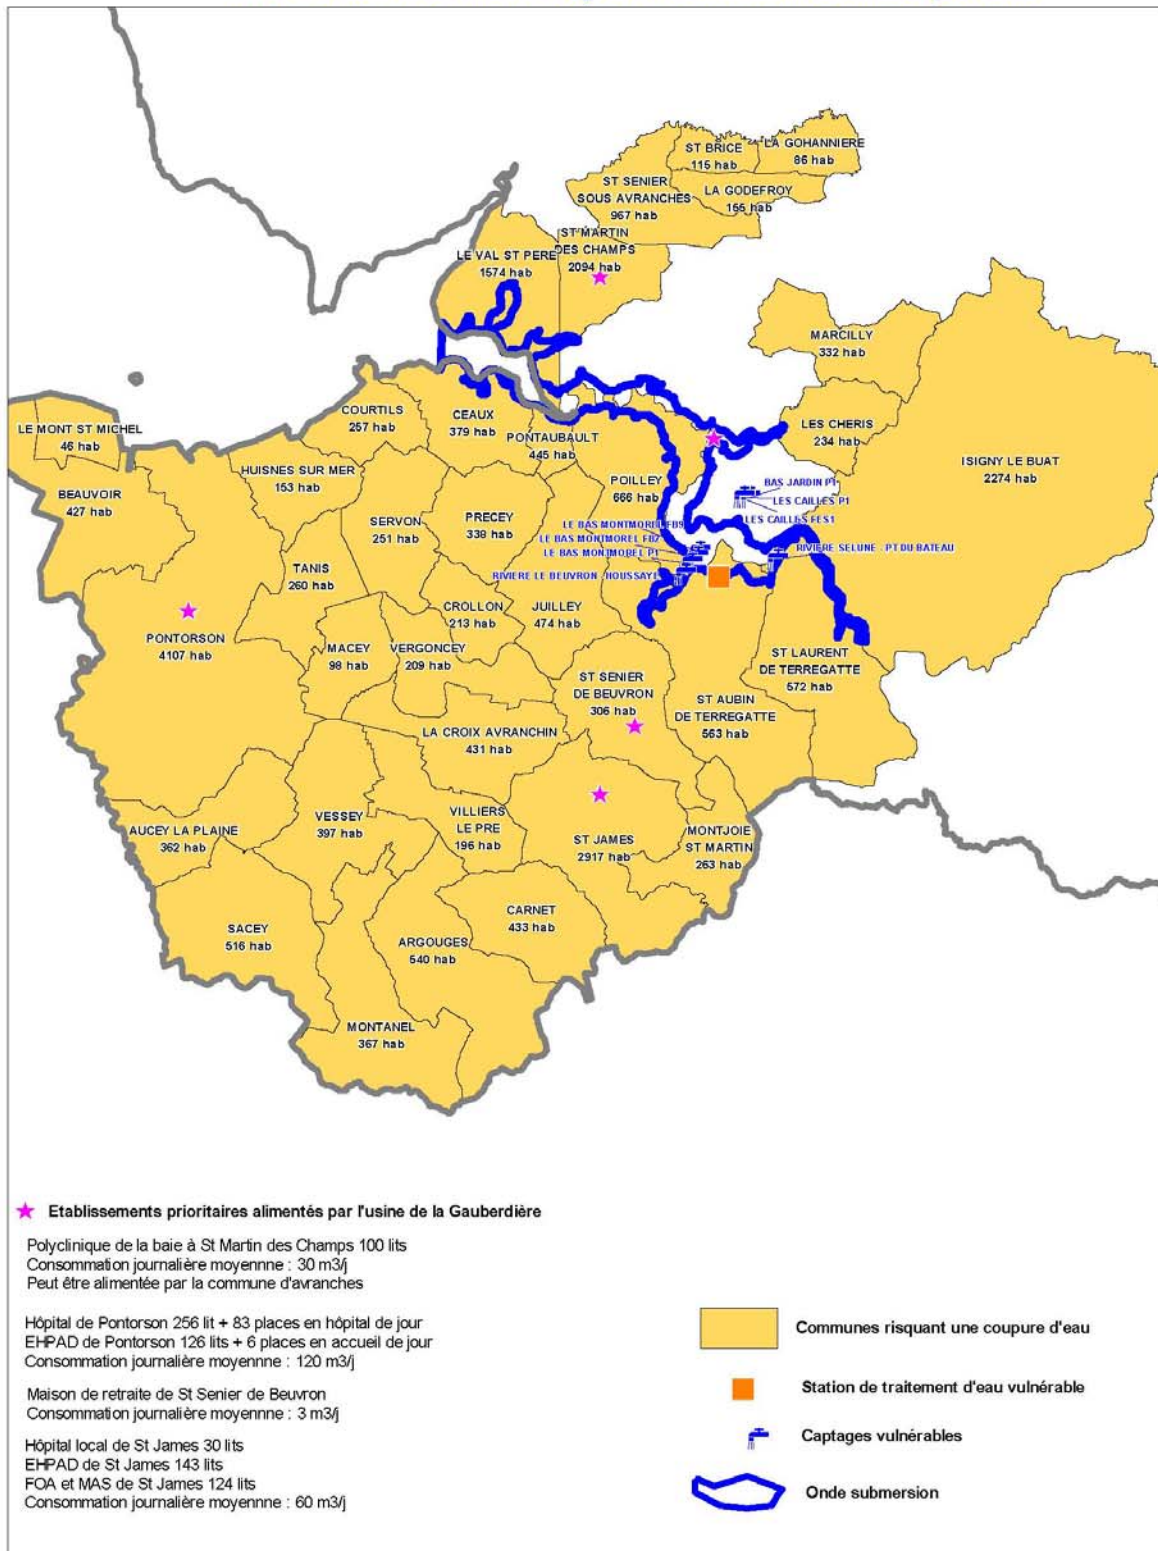 ST BRICE
115 hab
LA GOHANNIERE
86 hab
ST SENIER
SOUS AVRANCHES
967 hab
LA GODEFROY
ST MARTIN
DES CHAMPS
2094 hab
LE VAL ST PERE
1574 hab
MARCILLY
332 hab
COURTILS
257 hab
CEAUX
379 hab
LES CHERIS
234 hab
LE MONT ST MICHEL
46 hab
PONTAUBAULT
445 hab
ISIGNY LE BUAT
2274 hab
HUISNES SUR MER
153 hab
POILLEY
666 hab
BAS JARDIN P1
LES CAILLES P1
LES CAILLES FES1
BEAUVOIR
427 hab
SERVON
251 hab
PRECEY
338 hab
LE BAS MONTMOREL FB9
LE BAS MONTMOREL FB2
LE BAS MONTMOREL P1
RIVIERE SELUNE - PT DU BATEAU
RIVIERE LE BEUVRON - HOUSSAYE
TANIS
260 hab
CROLLON
213 hab
JUILLEY
474 hab
PONTORSON
4107 hab
MACEY
98 hab
VERGONCEY
209 hab
ST LAURENT
DE TERREGATTE
572 hab
ST SENIER
DE BEUVRON
306 hab
ST AUBIN
DE TERREGATTE
563 hab
LA CROIX AVRANCHIN
431 hab
AUCEY LA PLAINE
362 hab
VESSEY
397 hab
VILLIERS
LE PRE
196 hab
ST JAMES
2917 hab
MONTJOIE
ST MARTIN
263 hab
SACEY
516 hab
CARNET
433 hab
ARGOUGES
540 hab
MONTANEL
367 hab
Etablissements prioritaires alimentés par l'usine de la Gauberdière
Polyclinique de la baie à St Martin des Champs 100 lits
Consommation journalière moyennne : 30 m3/j
Peut être alimentée par la commune d'avranches
Hôpital de Pontorson 256 lit + 83 places en hôpital de jour
EHPAD de Pontorson 126 lits + 6 places en accueil de jour
Consommation journalière moyennne : 120 m3/j
Maison de retraite de St Senier de Beuvron
Consommation journalière moyennne : 3 m3/j
Hôpital local de St James 30 lits
EHPAD de St James 143 lits
FOA et MAS de St James 124 lits
Consommation journalière moyennne : 60 m3/j
Communes risquant une coupure d'eau
Station de traitement d'eau vulnérable
Captages vulnérables
Onde submersion